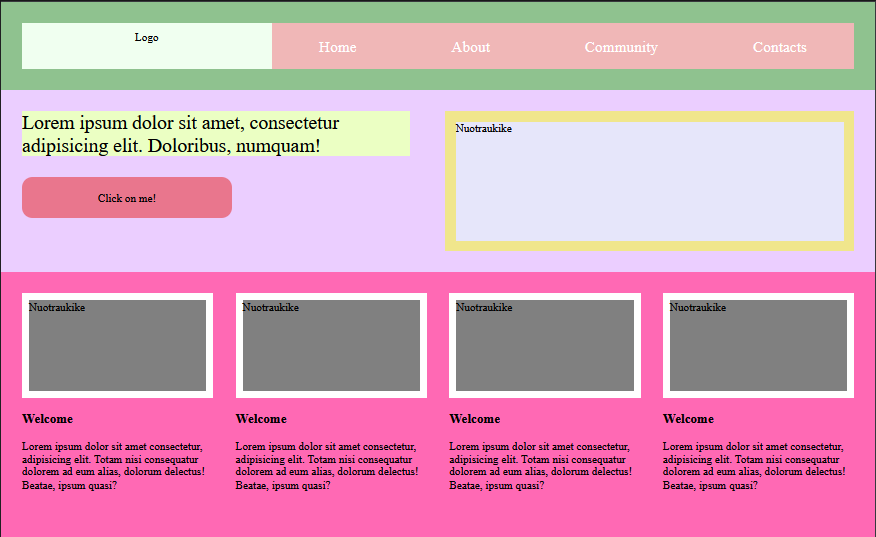 Logo
Home About Community Contacts
Lorem ipsum dolor sit amet, consectetur
adipisicing elit. Doloribus, numquam!
Click on me!
Nuotraukike
Nuotraukike
Welcome
Lorem ipsum dolor sit amet consectetur,
adipisicing elit. Totam nisi consequatur
dolorem ad eum alias, dolorum delectus!
Beatae, ipsum quasi?
Nuotraukike
Welcome
Lorem ipsum dolor sit amet consectetur,
adipisicing elit. Totam nisi consequatur
dolorem ad eum alias, dolorum delectus!
Beatae, ipsum quasi?
Nuotraukike
Welcome
Lorem ipsum dolor sit amet consectetur,
adipisicing elit. Totam nisi consequatur
dolorem ad eum alias, dolorum delectus!
Beatae, ipsum quasi?
Nuotraukike
Welcome
Lorem ipsum dolor sit amet consectetur,
adipisicing elit. Totam nisi consequatur
dolorem ad eum alias, dolorum delectus!
Beatae, ipsum quasi?